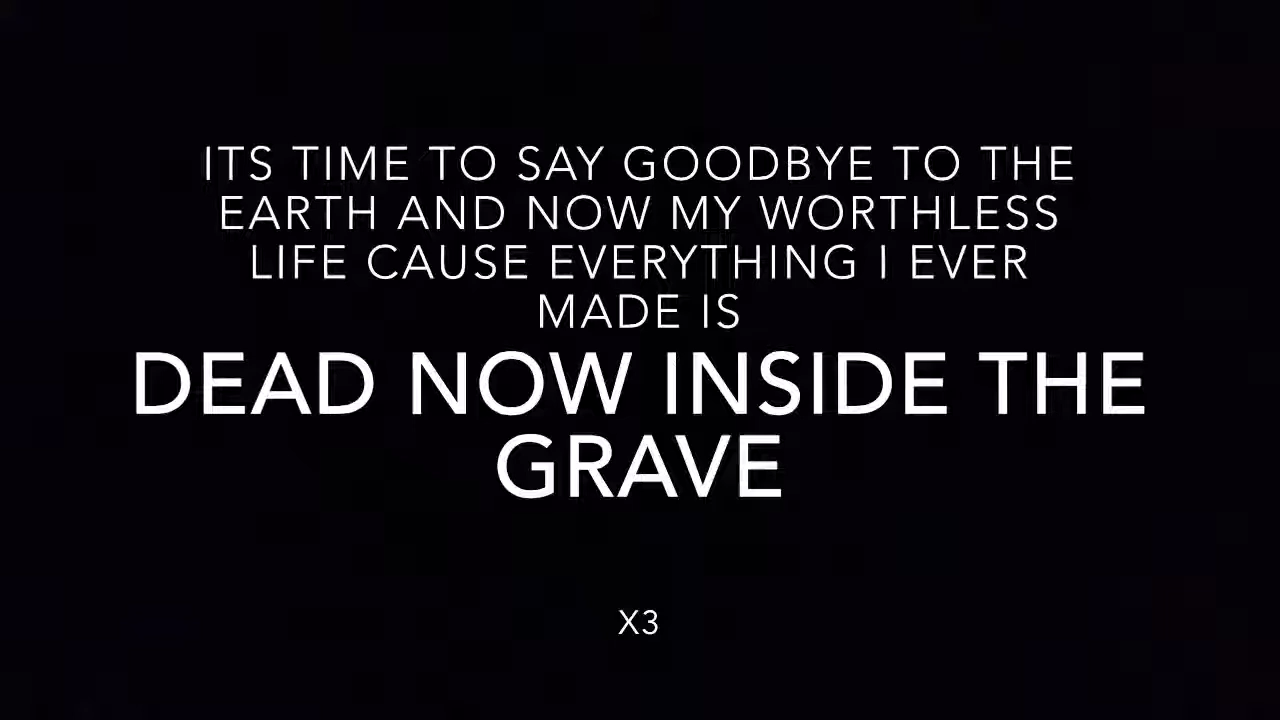 ITS TIME TO SAY GOODBYE TO THE
EARTH AND NOW MY WORTHLESS
LIFE CAUSE EVERYTHING I EVER
MADE IS
DEAD NOW INSIDE THE
GRAVE
X3